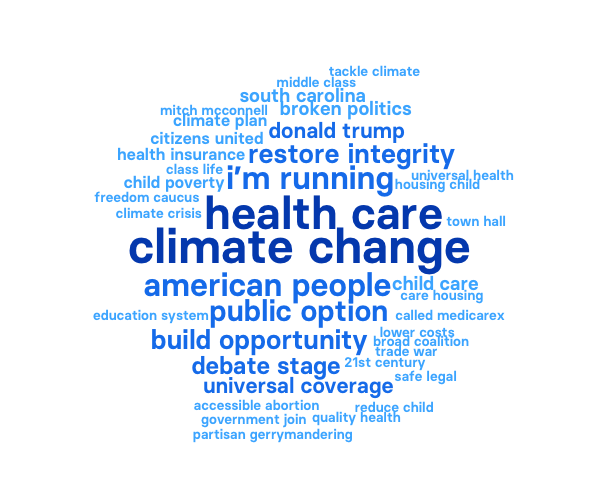 tackle climate
middle class
south carolina
mitch mcconnell
broken politics
climate plan
donald trump
citizens united
health insurance
restore integrity
class life
i'm running
universal health
child poverty
housing child
freedom caucus
climate crisis
health care
town hall
climate change
american people
child care
care housing
education system
public option
called medicarex
lower costs
build opportunity
broad coalition
trade war
debate stage
21st century
safe legal
universal coverage
accessible abortion
reduce child
government join
quality health
partisan gerrymandering